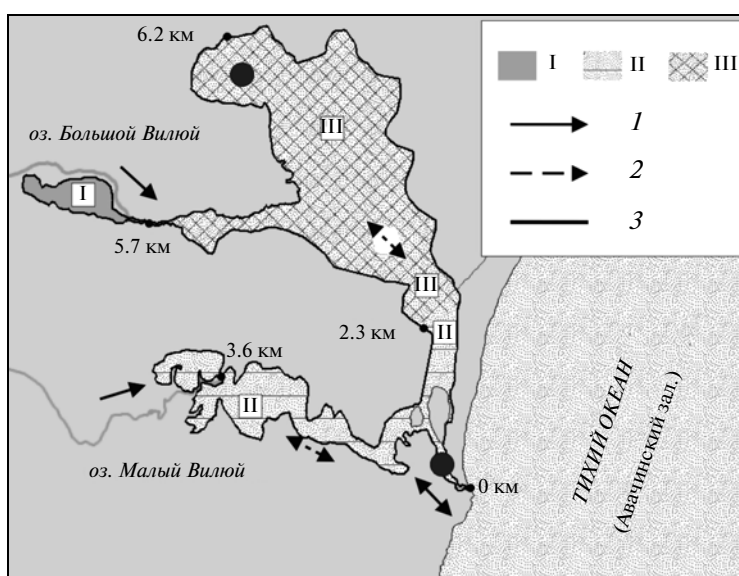 6.2 км
I II III
оз. Большой Вилюй
1
III
2
I
3
5.7 км
III
2.3 км
II
3.6 км
II
ТИХИЙ ОКЕАН
(Авачинский зал.)
оз. Малый Вилюй
0 км